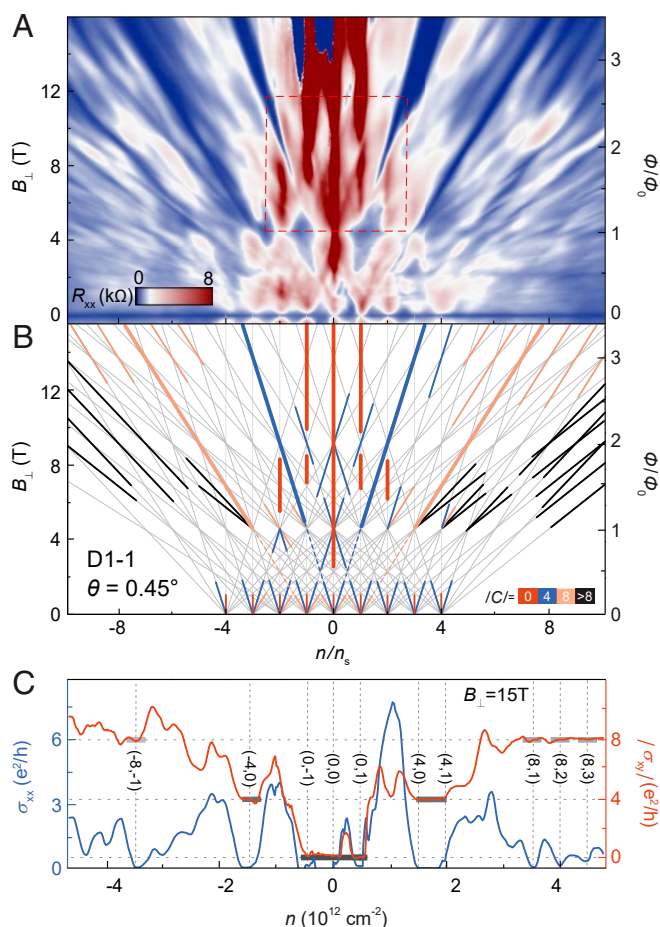 A
B⊥ (T)
12
8
4
0
3
2
1
0
Φ/Φ0
0 8
Rxx (kΩ)
B
B⊥ (T)
12
8
4
0
3
2
1
0
Φ/Φ0
D1-1
θ = 0.45°
/C/= 0 4 8 >8
-8 -4 0 4 8
n/ns
C
B⊥=15T
σxx (e²/h)
6
3
0
/σxy/(e²/h)
8
4
0
(-8,-1)
(-4,0)
(0,-1)
(0,0)
(0,1)
(4,0)
(4,1)
(8,1)
(8,2)
(8,3)
-4 -2 0 2 4
n (10¹² cm⁻²)